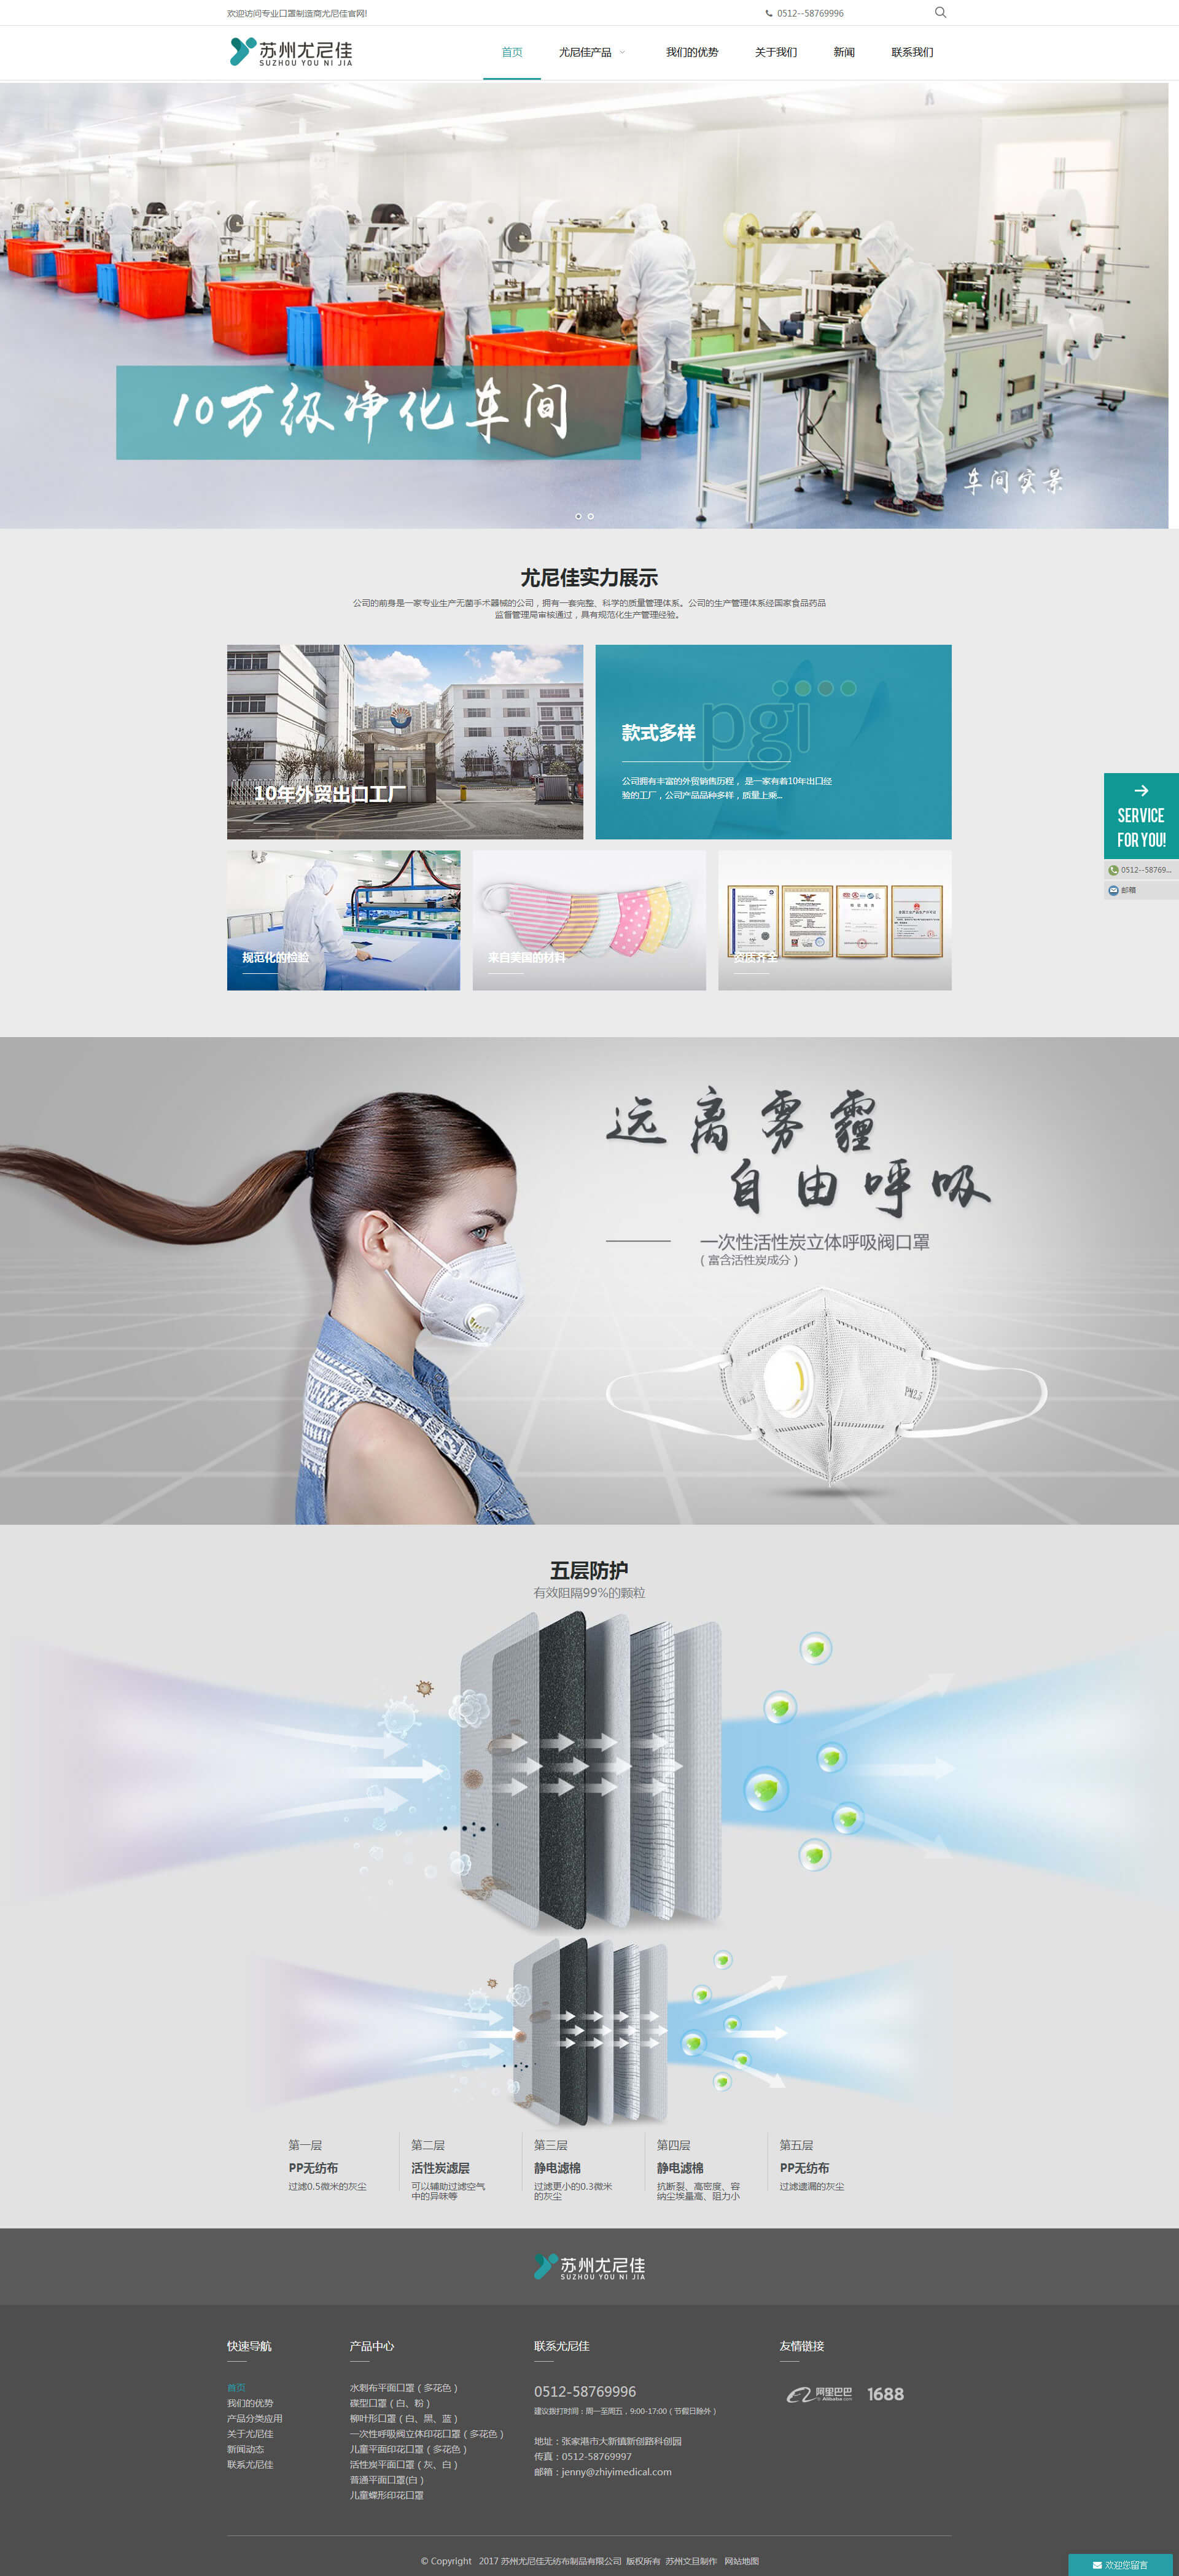 欢迎访问专业口罩制造商尤尼佳官网!
0512--58769996
苏州尤尼佳
SUZHOU YOU NI JIA
首页
尤尼佳产品
我们的优势
关于我们
新闻
联系我们
10万级净化车间
车间实景
尤尼佳实力展示
公司的前身是一家专业生产无菌手术器械的公司，拥有一套完整、科学的质量管理体系。公司的生产管理体系经国家食品药品
监督管理局审核通过，具有规范化生产管理经验。
10年外贸出口工厂
pgi
款式多样
公司拥有丰富的外贸销售历程， 是一家有着10年出口经
验的工厂，公司产品品种多样，质量上乘...
SERVICE
FOR YOU!
0512--58769...
邮箱
规范化的检验
来自美国的材料
资质齐全
远离雾霾
自由呼吸
一次性活性炭立体呼吸阀口罩
( 富含活性炭成分 )
PM2.5
五层防护
有效阻隔99%的颗粒
第一层
PP无纺布
过滤0.5微米的灰尘
第二层
活性炭滤层
可以辅助过滤空气
中的异味等
第三层
静电滤棉
过滤更小的0.3微米
的灰尘
第四层
静电滤棉
抗断裂、高密度、容
纳尘埃量高、阻力小
第五层
PP无纺布
过滤遗漏的灰尘
苏州尤尼佳
SUZHOU YOU NI JIA
快速导航
首页
我们的优势
产品分类应用
关于尤尼佳
新闻动态
联系尤尼佳
产品中心
水刺布平面口罩（多花色）
碟型口罩（白、粉）
柳叶形口罩（白、黑、蓝）
一次性呼吸阀立体印花口罩（多花色）
儿童平面印花口罩（多花色）
活性炭平面口罩（灰、白）
普通平面口罩(白）
儿童蝶形印花口罩
联系尤尼佳
0512-58769996
建议拨打时间：周一至周五，9:00-17:00（节假日除外）
地址：张家港市大新镇新创路科创园
传真：0512-58769997
邮箱：jenny@zhiyimedical.com
友情链接
阿里巴巴
Alibaba.com
1688
© Copyright 2017 苏州尤尼佳无纺布制品有限公司 版权所有 苏州文旦制作 网站地图
欢迎您留言